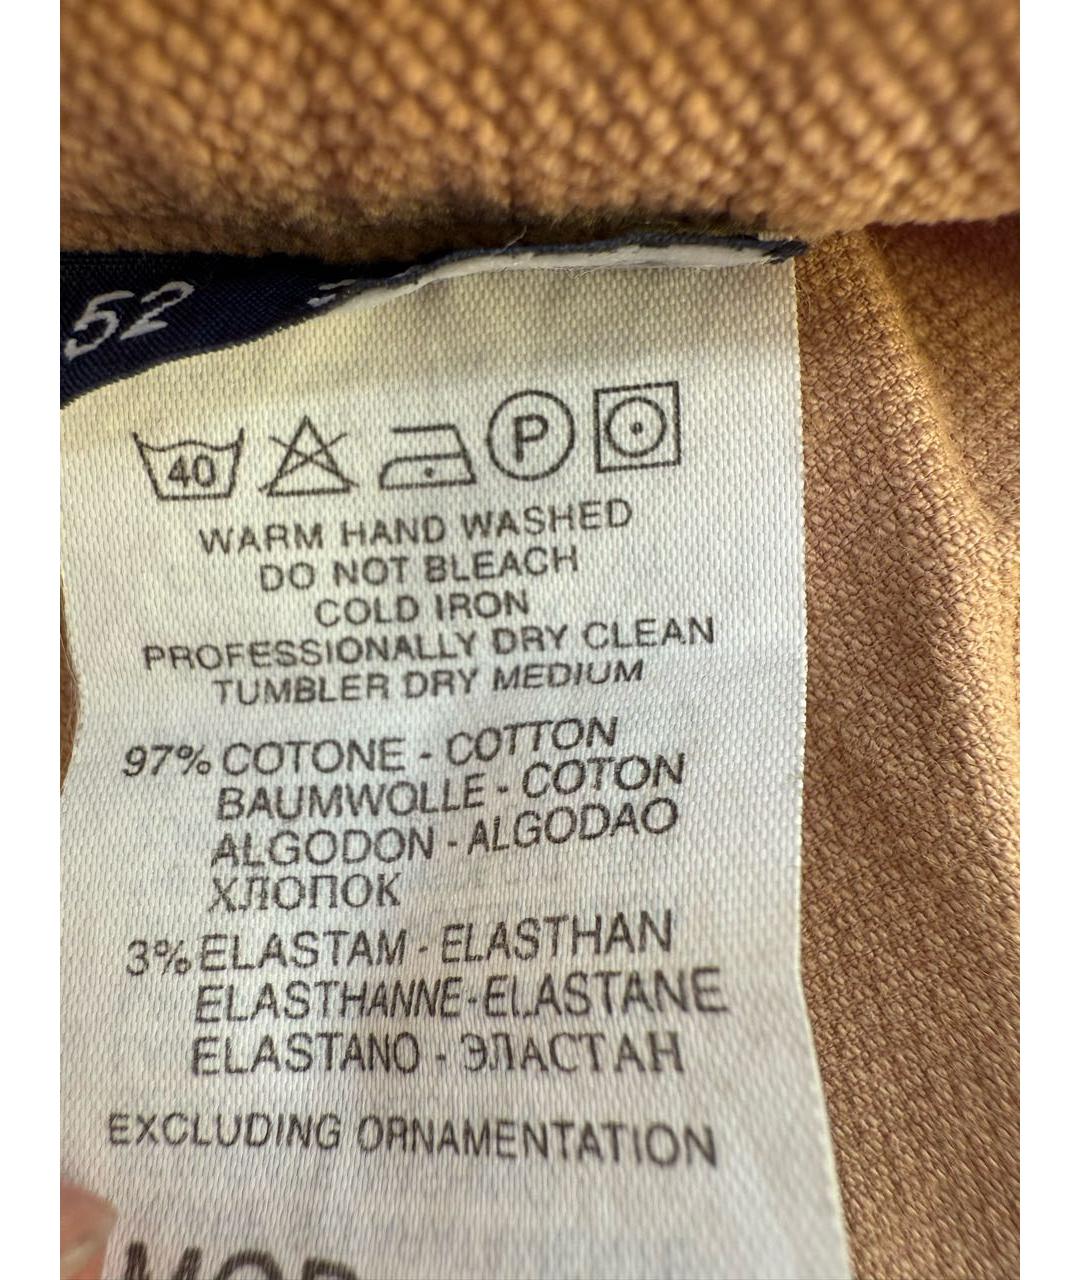 52
40
P
WARM HAND WASHED
DO NOT BLEACH
COLD IRON
PROFESSIONALLY DRY CLEAN
TUMBLER DRY MEDIUM
97% COTONE - COTTON
BAUMWOLLE - COTON
ALGODON - ALGODAO
ХЛОПОК
3% ELASTAM - ELASTHAN
ELASTHANNE-ELASTANE
ELASTANO - ЭЛАСТАН
EXCLUDING ORNAMENTATION
MOD